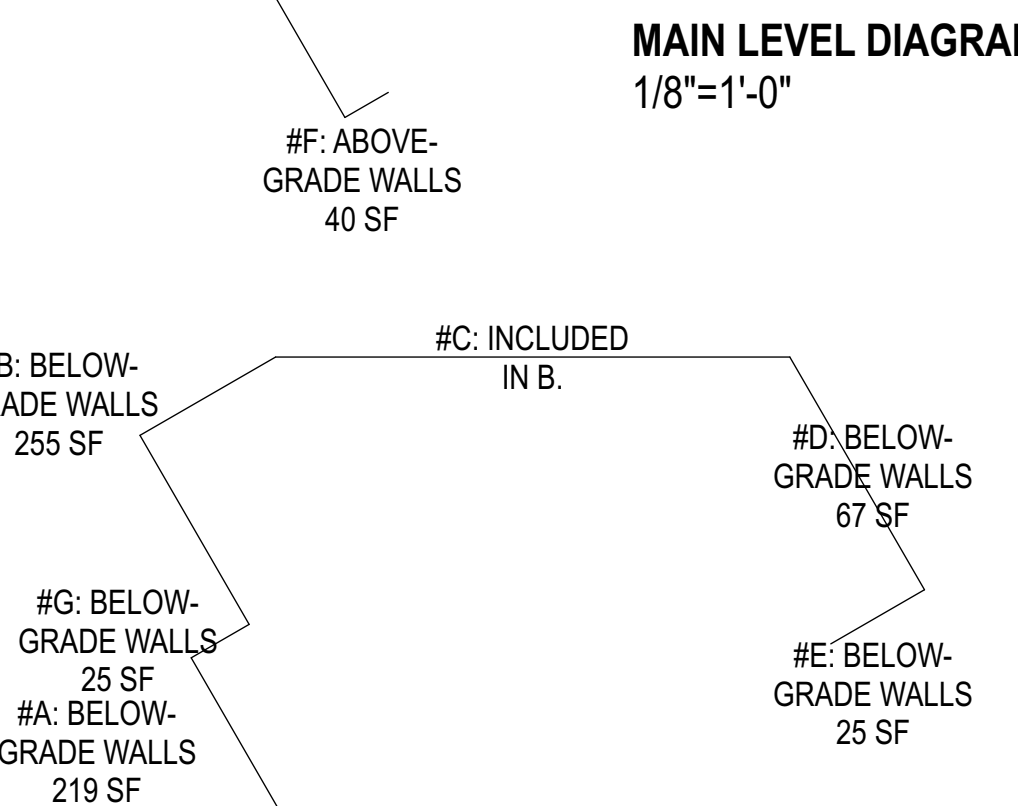 MAIN LEVEL DIAGRA
1/8"=1'-0"
#F: ABOVE-
GRADE WALLS
40 SF
#C: INCLUDED
IN B.
B: BELOW-
ADE WALLS
255 SF
#D: BELOW-
GRADE WALLS
67 SF
#G: BELOW-
GRADE WALLS
25 SF
#E: BELOW-
GRADE WALLS
25 SF
#A: BELOW-
GRADE WALLS
219 SF